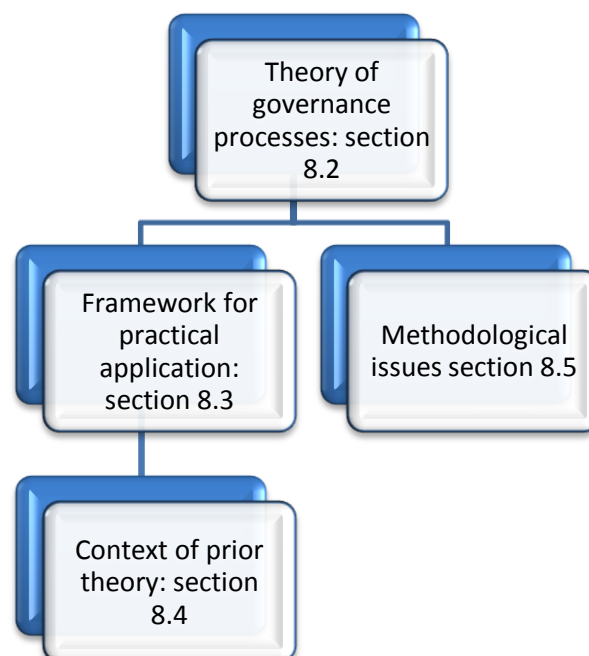 Theory of
governance
processes: section
8.2
Framework for
practical
application:
section 8.3
Methodological
issues section 8.5
Context of prior
theory: section
8.4